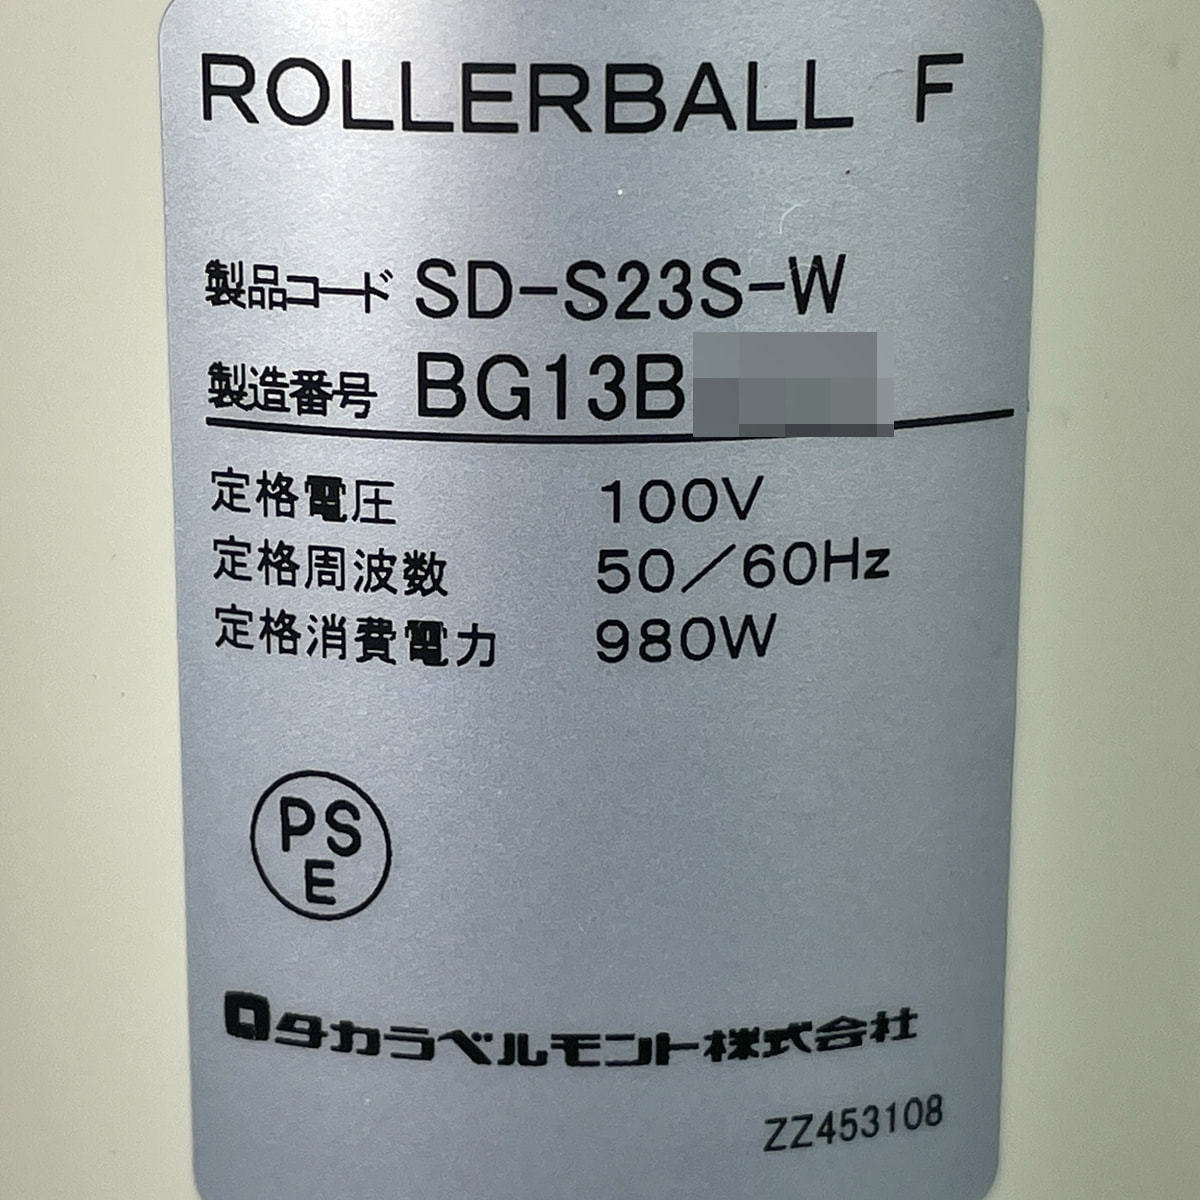 ROLLERBALL F
製品コード SD-S23S-W
製造番号 BG13B
定格電圧 100V
定格周波数 50/60Hz
定格消費電力 980W
PS
E
タカラベルモント株式会社
ZZ453108